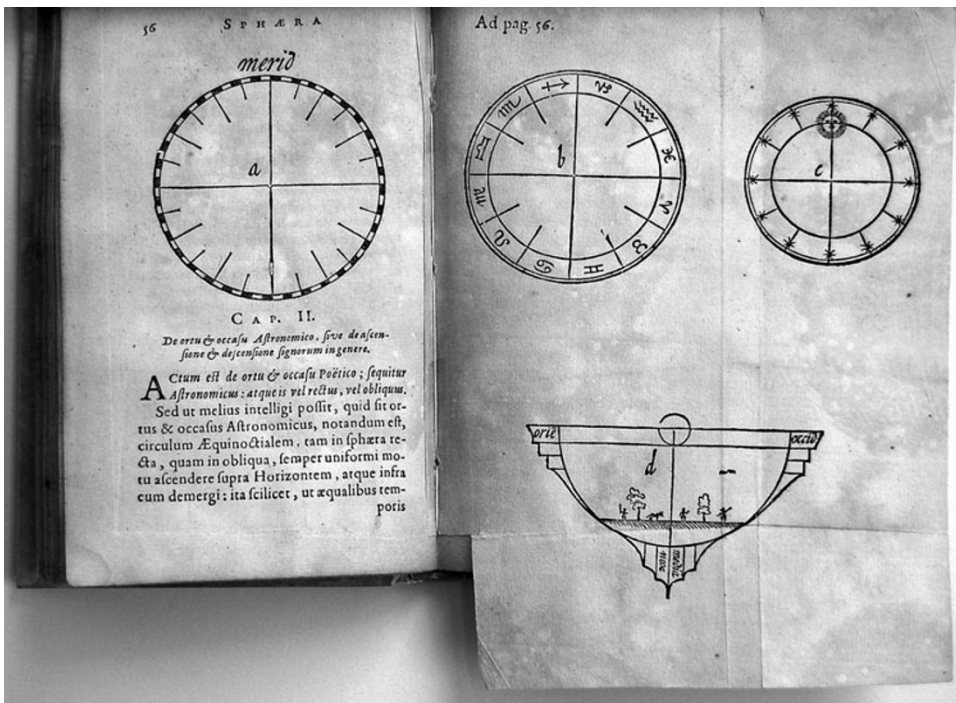 56 SPHÆRA
merid
a
CAP. II.
De ortu & occasu Astronomico, sive de ascen-
sione & descensione signorum in genere.
ACtum est de ortu & occasu Poëtico; sequitur
Astronomicus: atque is vel rectus, vel obliquus.
Sed ut melius intelligi possit, quid sit or-
tus & occasus Astronomicus, notandum est,
circulum Æquinoctialem, tam in sphæra re-
cta, quam in obliqua, semper uniformi mo-
tu ascendere supra Horizontem, atque infra
eum demergi: ita scilicet, ut æqualibus tem-
poris
Ad pag. 56.
b
♐ ♑ ♒ ♓ ♈ ♉ ♊ ♋ ♌ ♍ ♎ ♏
c
orie
occid
d